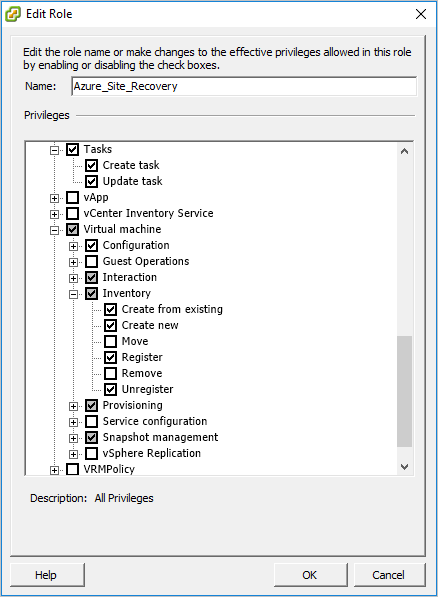 Edit Role
Edit the role name or make changes to the effective privileges allowed in this role
by enabling or disabling the check boxes.
Name: Azure_Site_Recovery
Privileges
Tasks
Create task
Update task
vApp
vCenter Inventory Service
Virtual machine
Configuration
Guest Operations
Interaction
Inventory
Create from existing
Create new
Move
Register
Remove
Unregister
Provisioning
Service configuration
Snapshot management
vSphere Replication
VRMPolicy
Description: All Privileges
Help OK Cancel